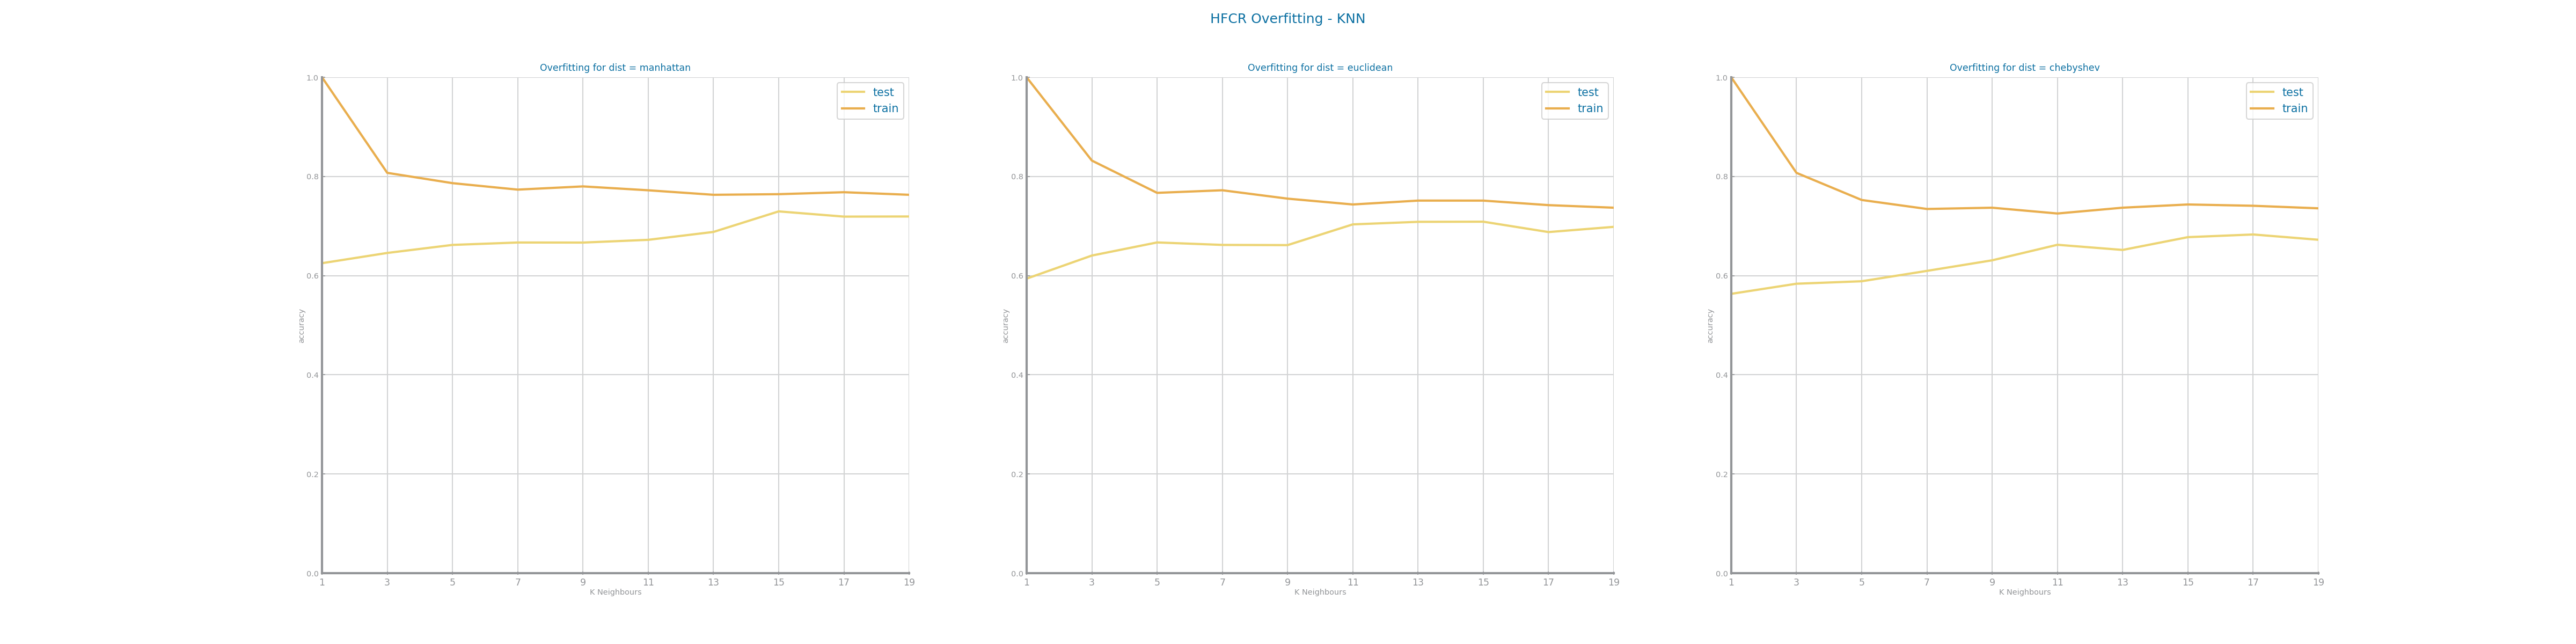 HFCR Overfitting - KNN
Overfitting for dist = manhattan
1.0
0.8
0.6
0.4
0.2
0.0
accuracy
test
train
1 3 5 7 9 11 13 15 17 19
K Neighbours
Overfitting for dist = euclidean
1.0
0.8
0.6
0.4
0.2
0.0
accuracy
test
train
1 3 5 7 9 11 13 15 17 19
K Neighbours
Overfitting for dist = chebyshev
1.0
0.8
0.6
0.4
0.2
0.0
accuracy
test
train
1 3 5 7 9 11 13 15 17 19
K Neighbours